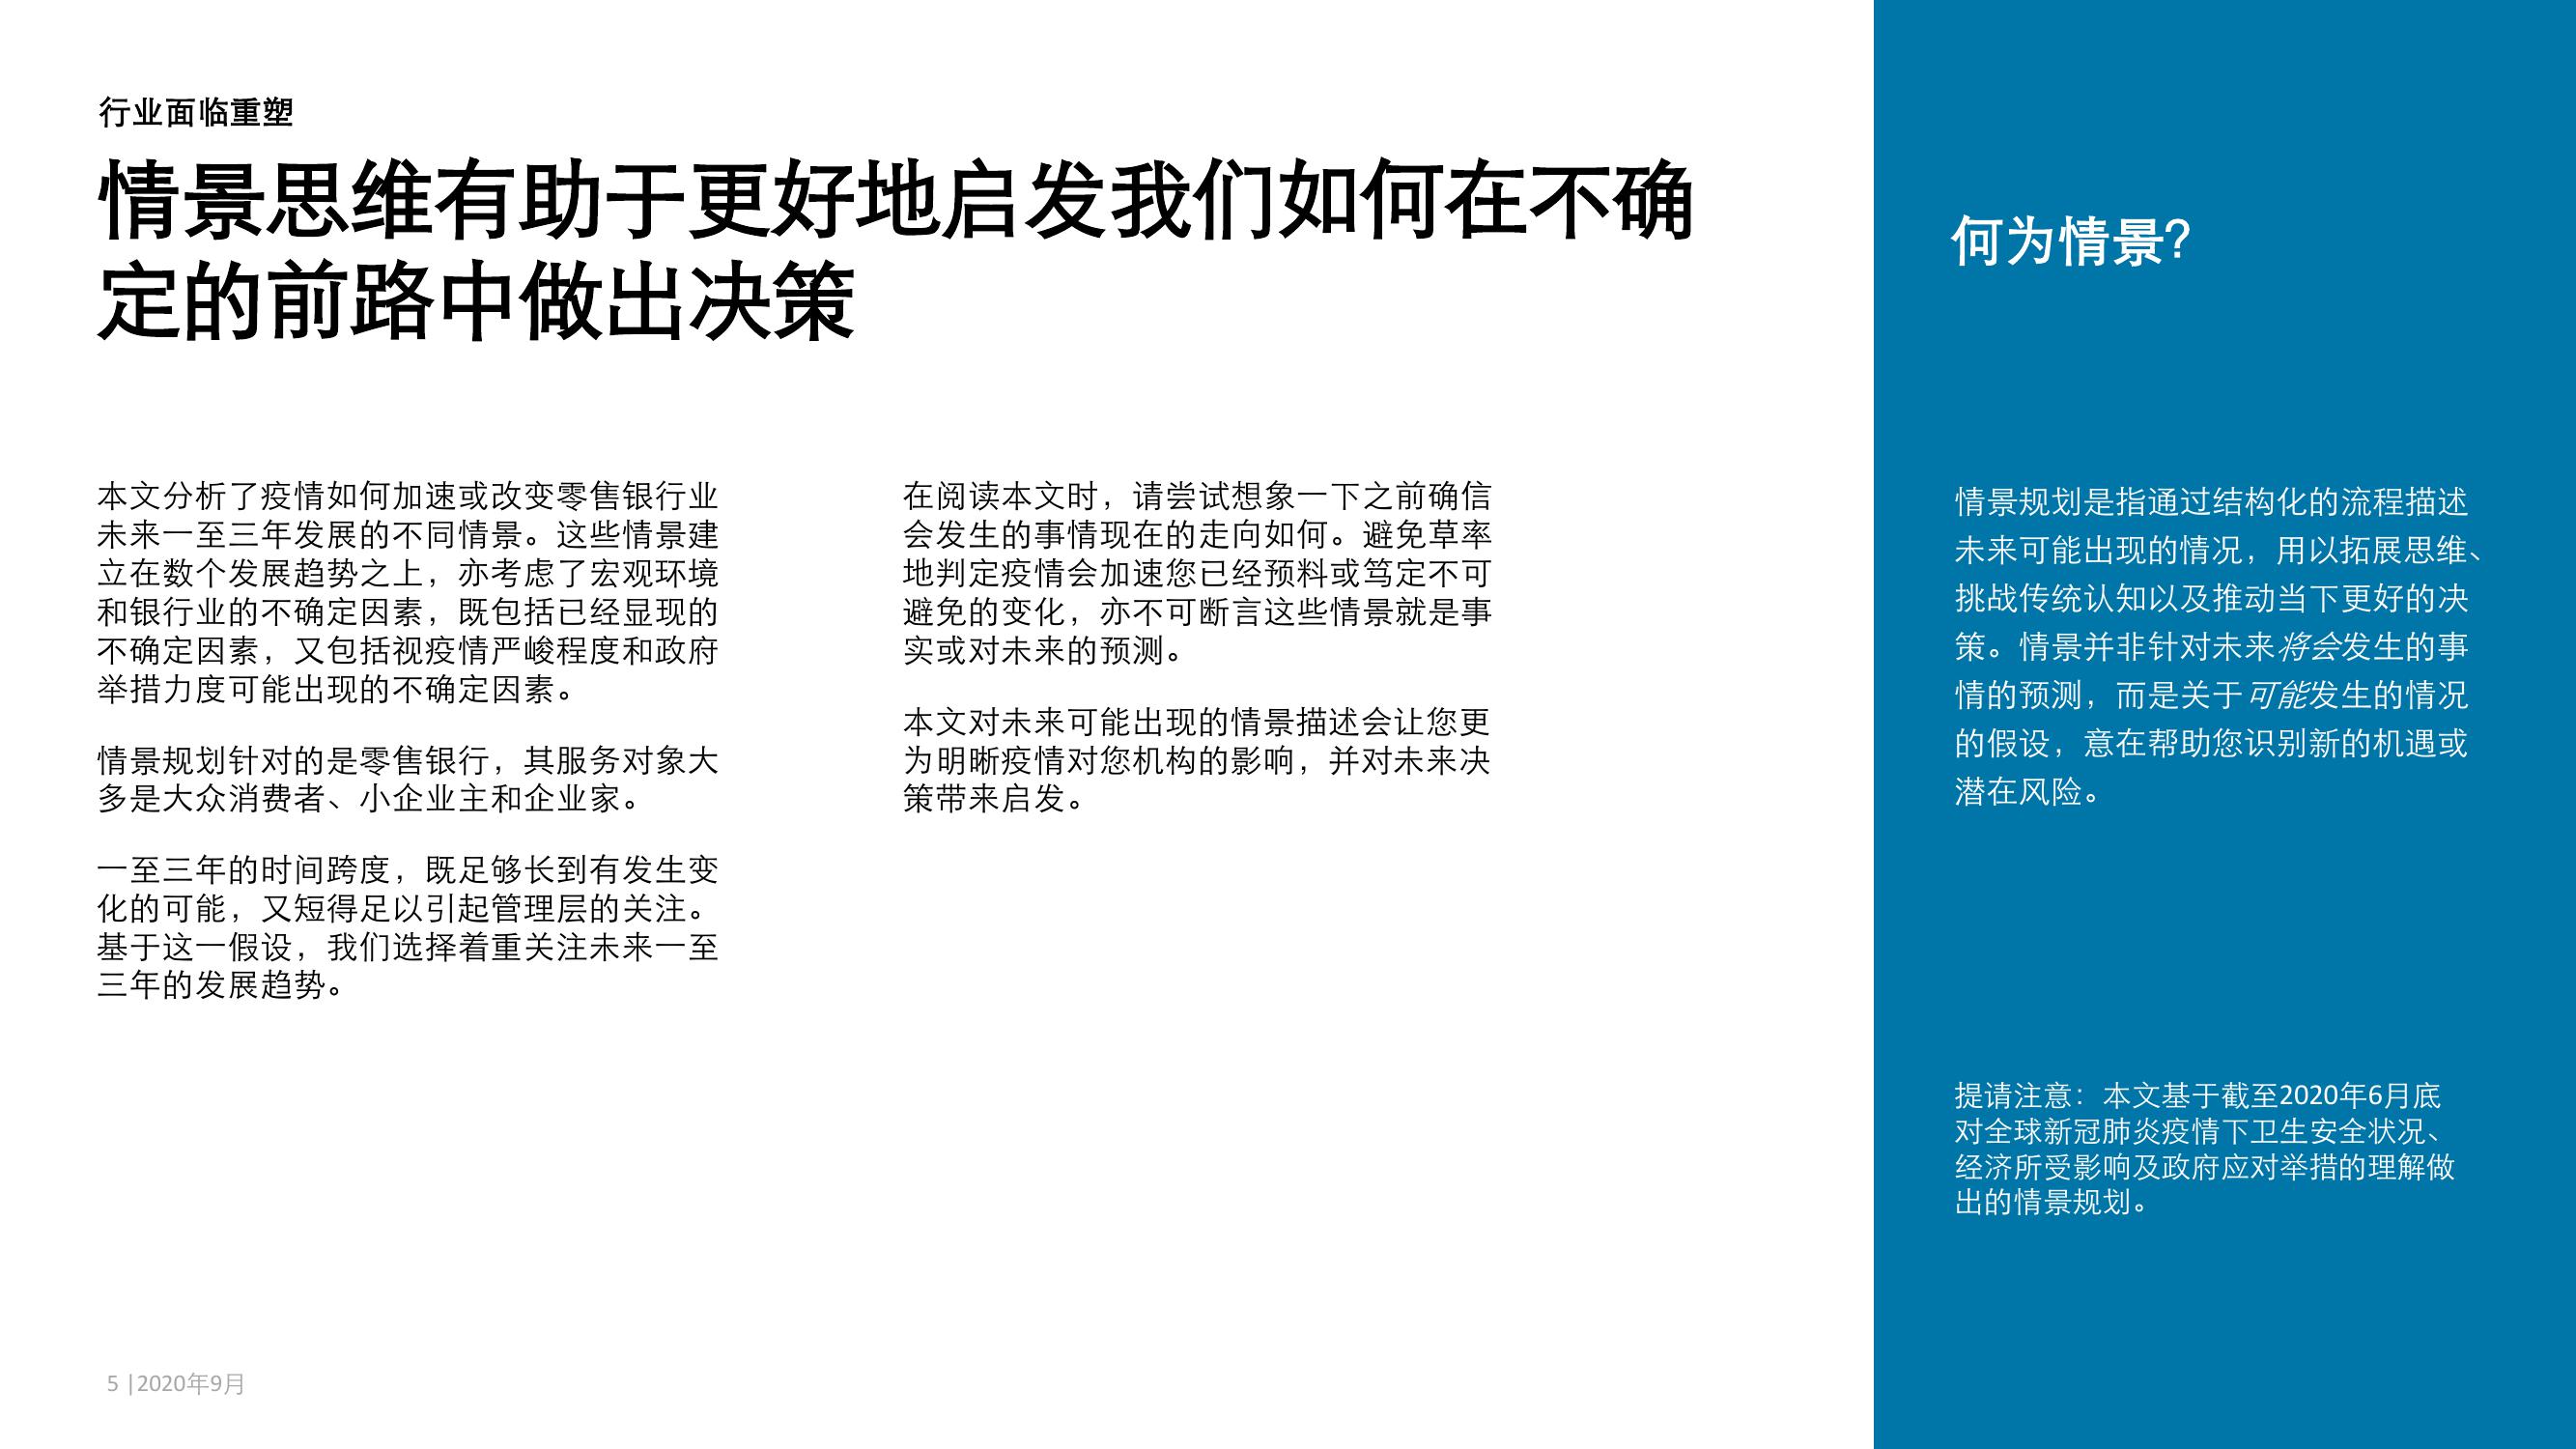 行业面临重塑
情景思维有助于更好地启发我们如何在不确
定的前路中做出决策
本文分析了疫情如何加速或改变零售银行业
未来一至三年发展的不同情景。这些情景建
立在数个发展趋势之上，亦考虑了宏观环境
和银行业的不确定因素，既包括已经显现的
不确定因素，又包括视疫情严峻程度和政府
举措力度可能出现的不确定因素。
情景规划针对的是零售银行，其服务对象大
多是大众消费者、小企业主和企业家。
一至三年的时间跨度，既足够长到有发生变
化的可能，又短得足以引起管理层的关注。
基于这一假设，我们选择着重关注未来一至
三年的发展趋势。
在阅读本文时，请尝试想象一下之前确信
会发生的事情现在的走向如何。避免草率
地判定疫情会加速您已经预料或笃定不可
避免的变化，亦不可断言这些情景就是事
实或对未来的预测。
本文对未来可能出现的情景描述会让您更
为明晰疫情对您机构的影响，并对未来决
策带来启发。
何为情景?
情景规划是指通过结构化的流程描述
未来可能出现的情况，用以拓展思维、
挑战传统认知以及推动当下更好的决
策。情景并非针对未来将会发生的事
情的预测，而是关于可能发生的情况
的假设，意在帮助您识别新的机遇或
潜在风险。
提请注意：本文基于截至2020年6月底
对全球新冠肺炎疫情下卫生安全状况、
经济所受影响及政府应对举措的理解做
出的情景规划。
5 |2020年9月